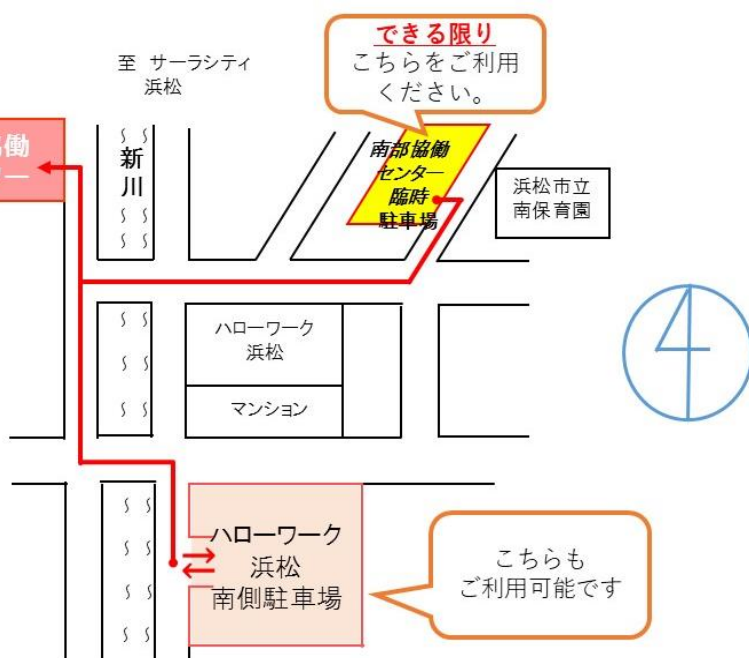 できる限り
こちらをご利用
ください。
至 サーラシティ
浜松
働
ー
新
川
南部協働
センター
臨時
駐車場
浜松市立
南保育園
ハローワーク
浜松
マンション
ハローワーク
浜松
南側駐車場
こちらも
ご利用可能です